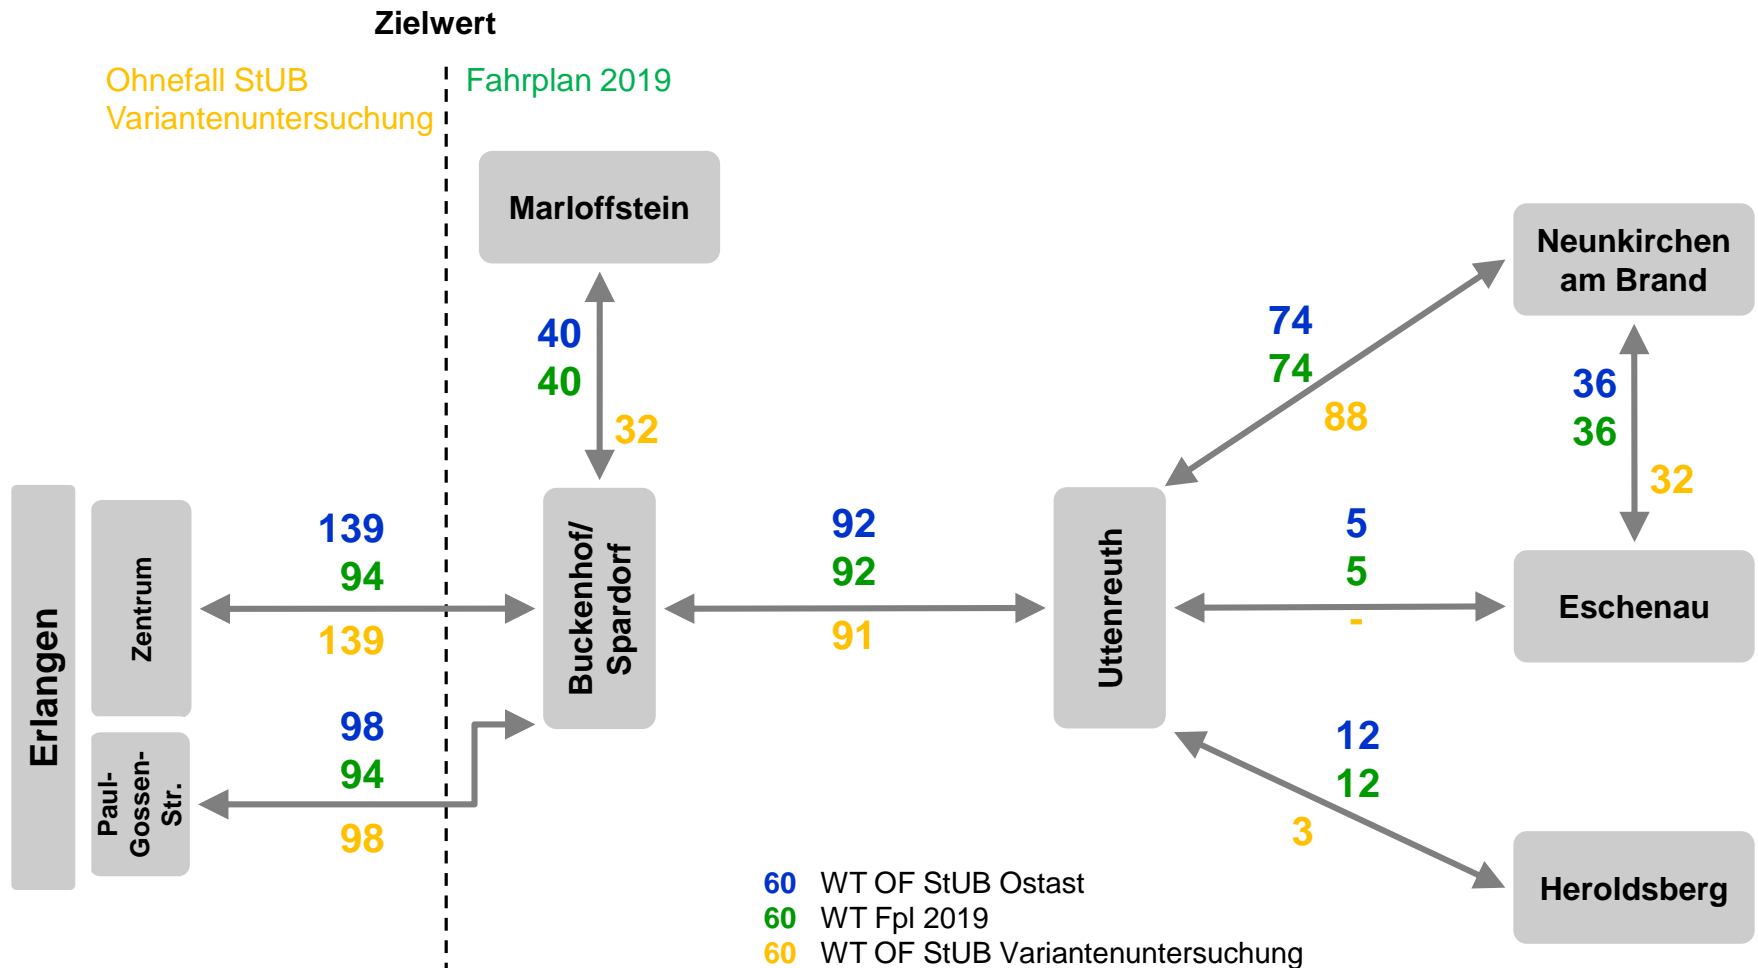 Zielwert
Ohnefall StUB
Variantenuntersuchung
Fahrplan 2019
Marloffstein
Neunkirchen
am Brand
40
40
32
74
74
88
36
36
32
Erlangen
Zentrum
139
94
139
Buckenhof/
Spardorf
92
92
91
Uttenreuth
5
5
-
Eschenau
Paul-
Gossen-
Str.
98
94
98
12
12
3
Heroldsberg
60 WT OF StUB Ostast
60 WT Fpl 2019
60 WT OF StUB Variantenuntersuchung